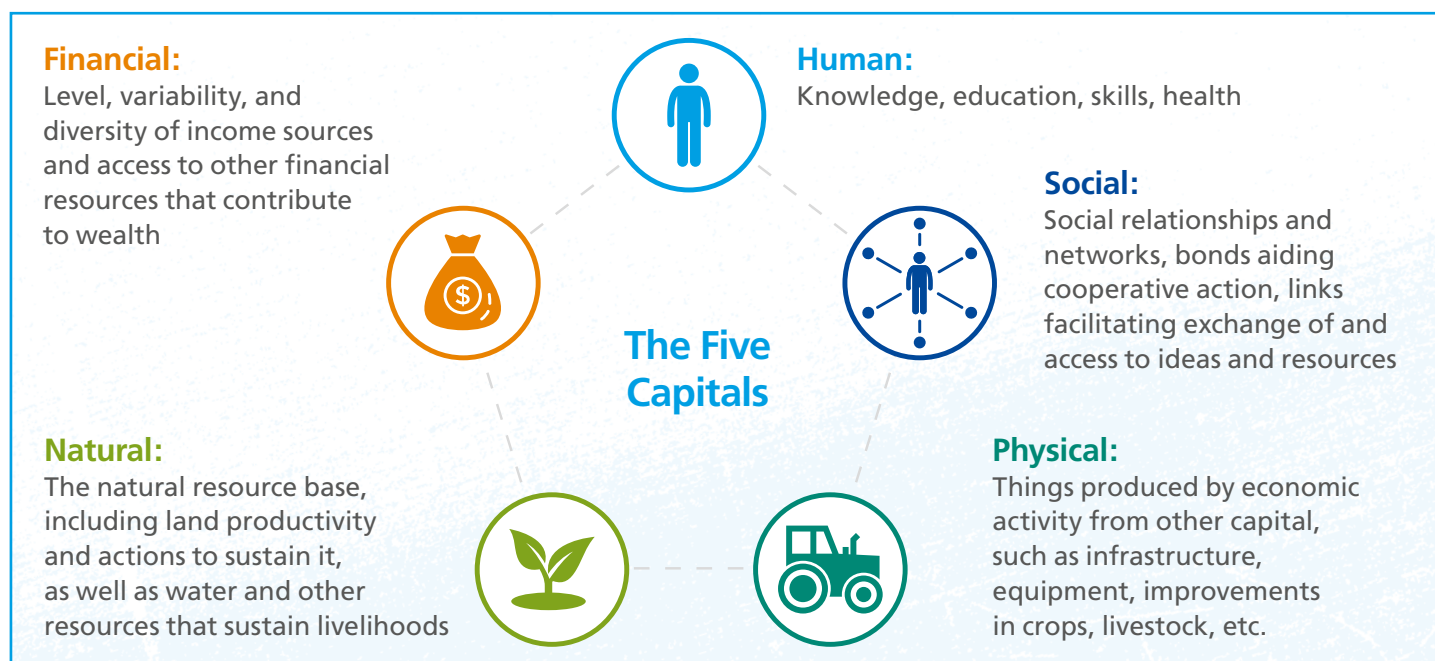 Financial:
Level, variability, and
diversity of income sources
and access to other financial
resources that contribute
to wealth
$
Human:
Knowledge, education, skills, health
Social:
Social relationships and
networks, bonds aiding
cooperative action, links
facilitating exchange of and
access to ideas and resources
The Five
Capitals
Natural:
The natural resource base,
including land productivity
and actions to sustain it,
as well as water and other
resources that sustain livelihoods
Physical:
Things produced by economic
activity from other capital,
such as infrastructure,
equipment, improvements
in crops, livestock, etc.